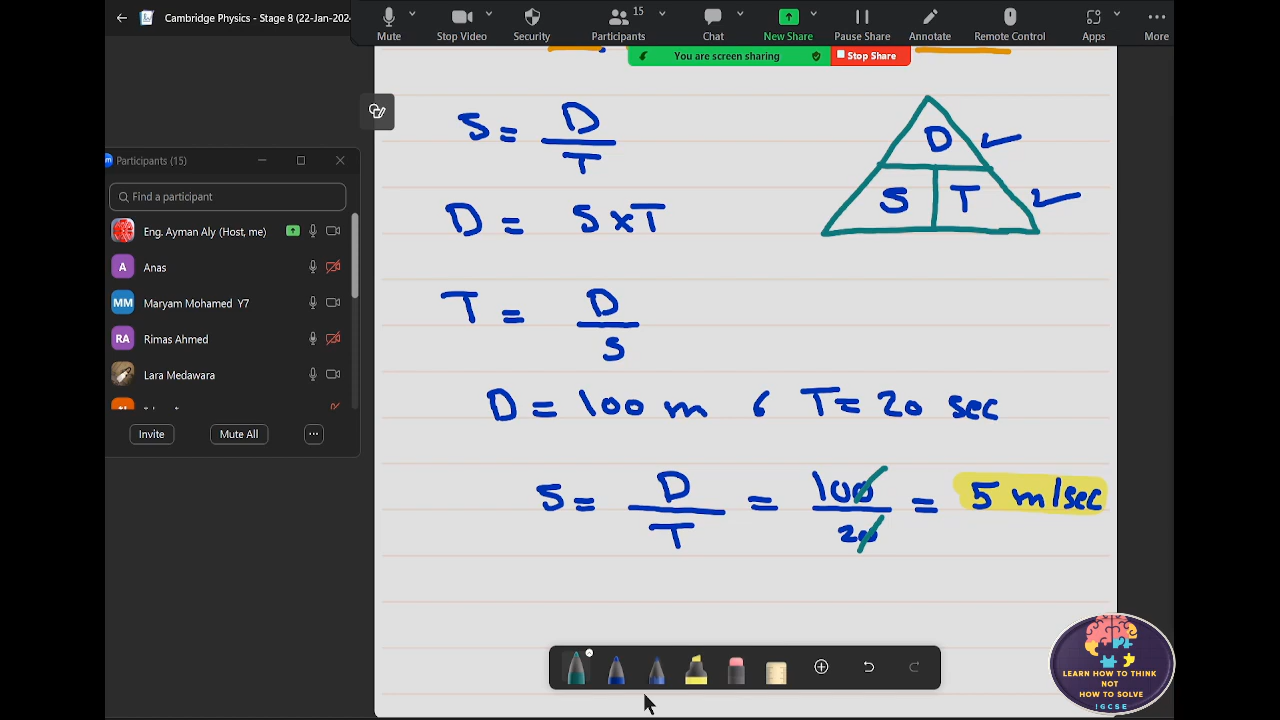 Cambridge Physics - Stage 8 (22-Jan-2024
15
Mute
Stop Video
Security
Participants
Chat
New Share
Pause Share
Annotate
Remote Control
Apps
More
You are screen sharing
Stop Share
Participants (15)
Find a participant
Eng. Ayman Aly (Host, me)
A Anas
MM Maryam Mohamed Y7
RA Rimas Ahmed
Lara Medawara
Invite
Mute All
S = D/T
D = S × T
T = D/S
D
S T
D = 100 m , T = 20 sec
S = D/T = 100/20 = 5 m/sec
LEARN HOW TO THINK
NOT
HOW TO SOLVE
IGCSE